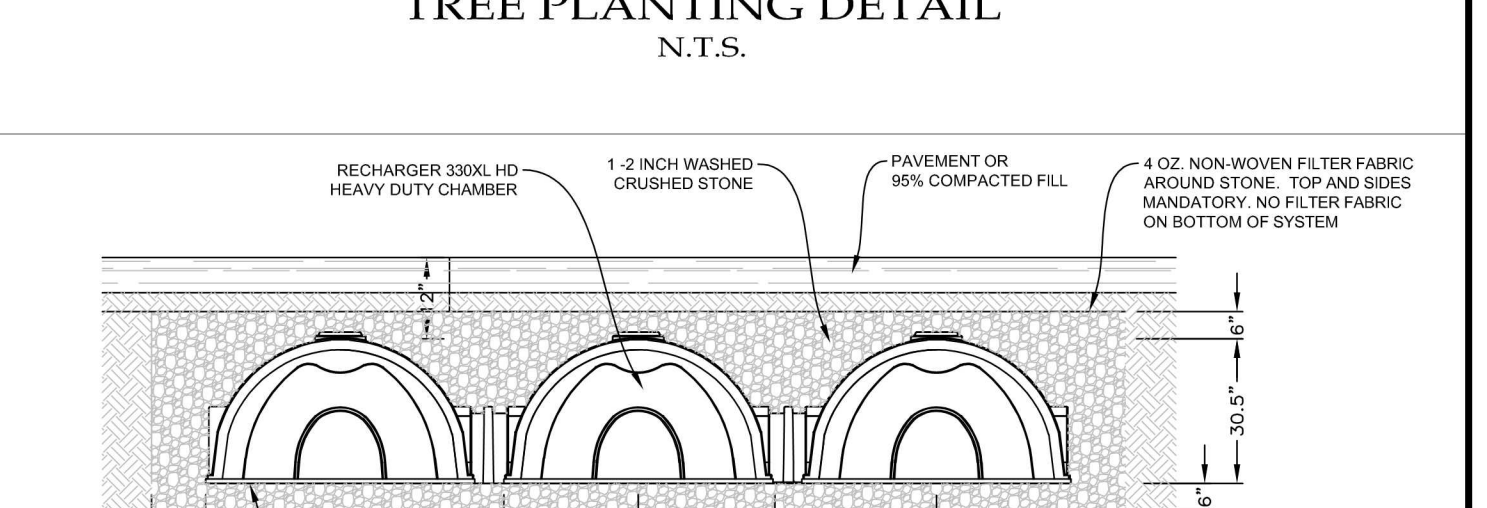 TREE PLANTING DETAIL
N.T.S.
RECHARGER 330XL HD
HEAVY DUTY CHAMBER
1 -2 INCH WASHED
CRUSHED STONE
PAVEMENT OR
95% COMPACTED FILL
4 OZ. NON-WOVEN FILTER FABRIC
AROUND STONE. TOP AND SIDES
MANDATORY. NO FILTER FABRIC
ON BOTTOM OF SYSTEM
6"
30.5"
6"